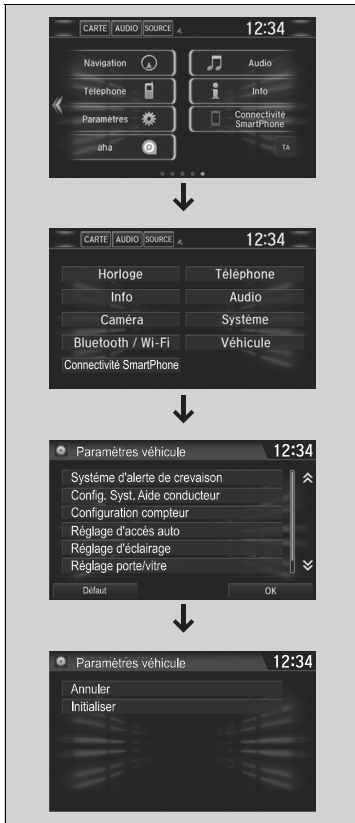 CARTE AUDIO SOURCE 12:34
Navigation Audio
Téléphone Info
Paramètres Connectivité SmartPhone
aha TA
CARTE AUDIO SOURCE 12:34
Horloge Téléphone
Info Audio
Caméra Système
Bluetooth / Wi-Fi Véhicule
Connectivité SmartPhone
Paramètres véhicule 12:34
Système d'alerte de crevaison
Config. Syst. Aide conducteur
Configuration compteur
Réglage d'accès auto
Réglage d'éclairage
Réglage porte/vitre
Défaut OK
Paramètres véhicule 12:34
Annuler
Initialiser